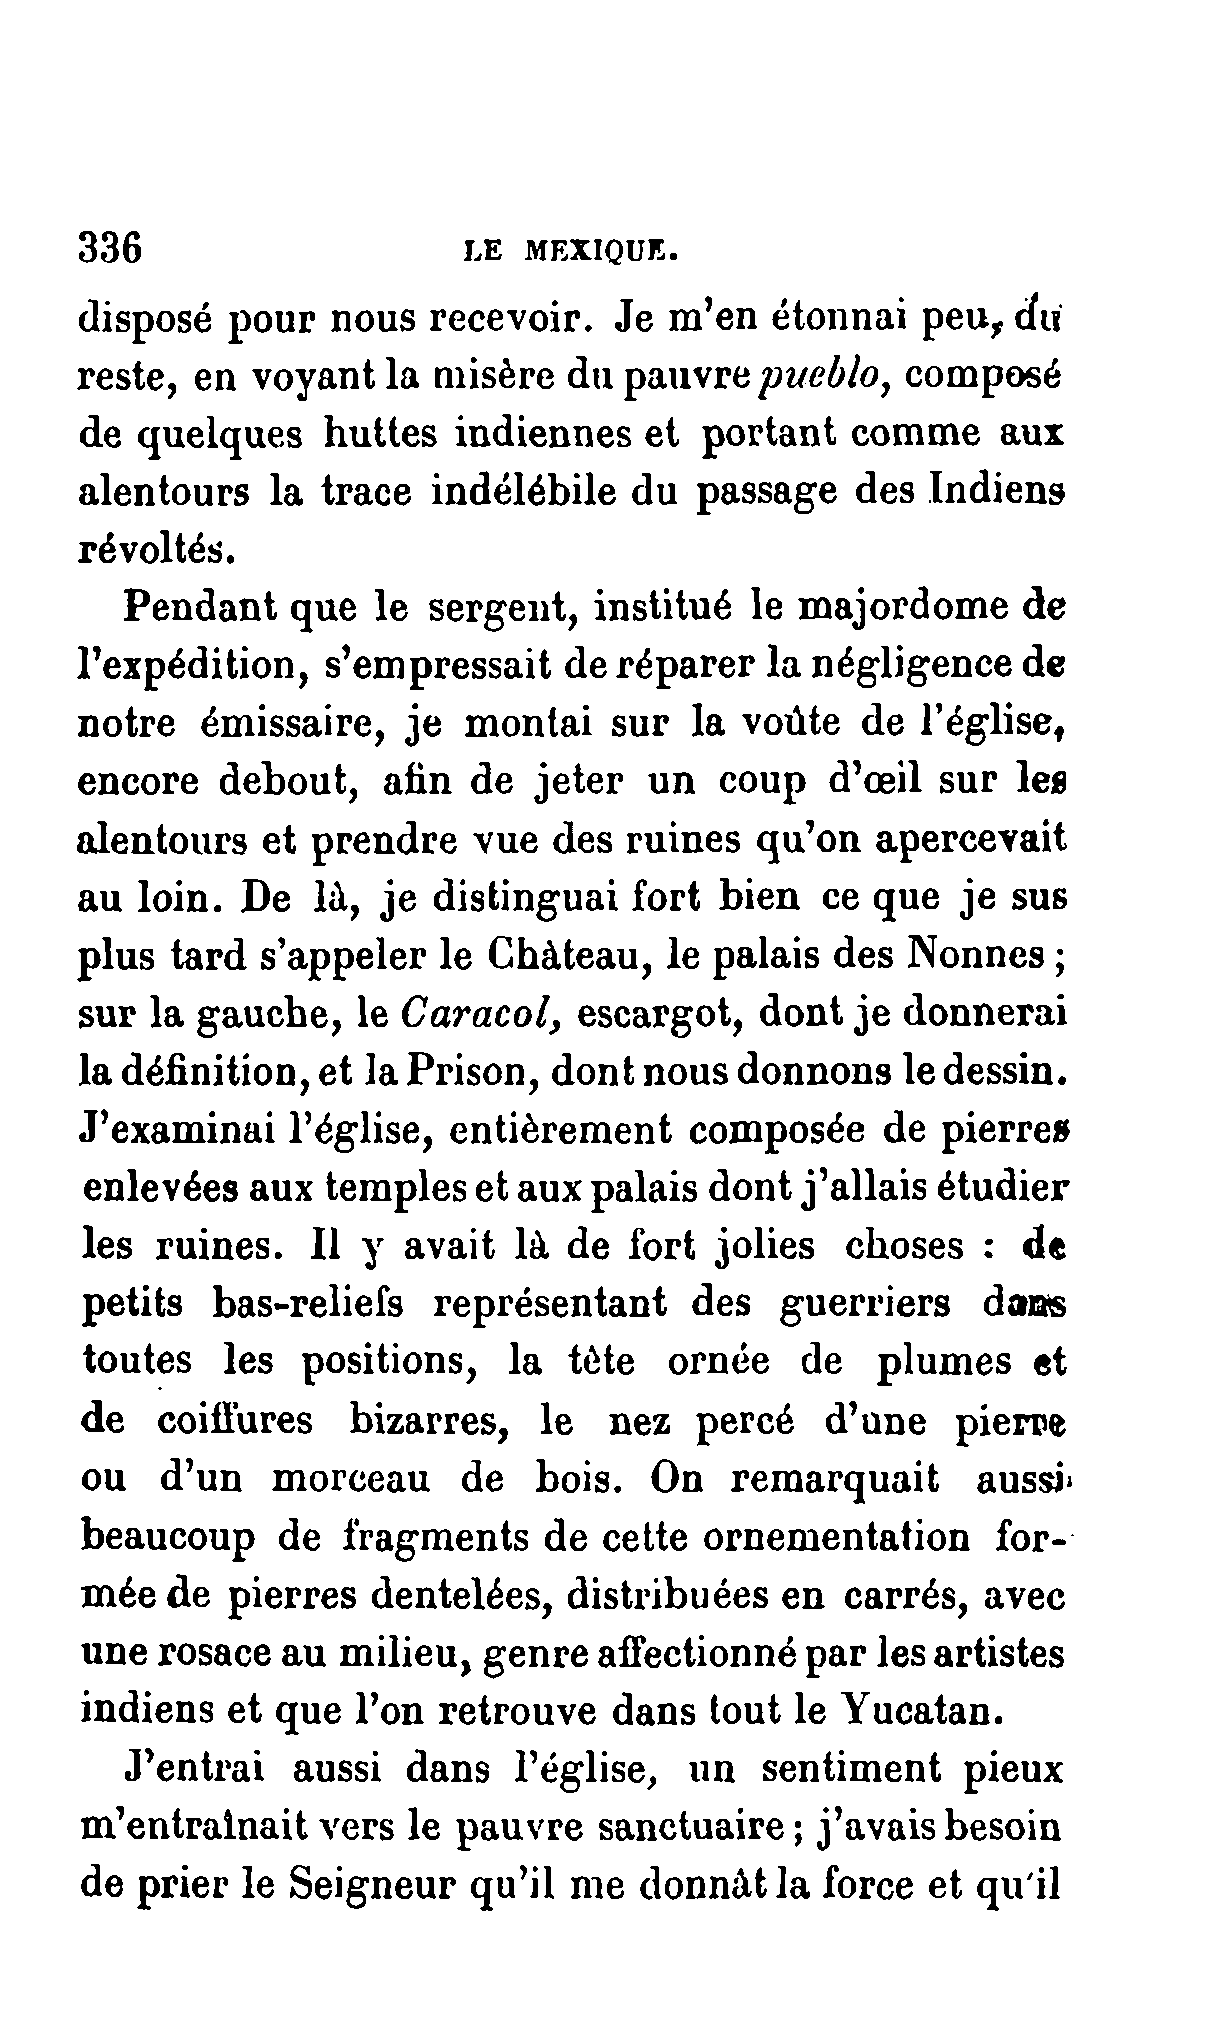 336 LE MEXIQUE.
disposé pour nous recevoir. Je m'en étonnai peu, du
reste, en voyant la misère du pauvre pueblo, composé
de quelques huttes indiennes et portant comme aux
alentours la trace indélébile du passage des Indiens
révoltés.
Pendant que le sergent, institué le majordome de
l'expédition, s'empressait de réparer la négligence de
notre émissaire, je montai sur la voûte de l'église,
encore debout, afin de jeter un coup d'œil sur les
alentours et prendre vue des ruines qu'on apercevait
au loin. De là, je distinguai fort bien ce que je sus
plus tard s'appeler le Château, le palais des Nonnes ;
sur la gauche, le Caracol, escargot, dont je donnerai
la définition, et la Prison, dont nous donnons le dessin.
J'examinai l'église, entièrement composée de pierres
enlevées aux temples et aux palais dont j'allais étudier
les ruines. Il y avait là de fort jolies choses : de
petits bas-reliefs représentant des guerriers dans
toutes les positions, la tête ornée de plumes et
de coiffures bizarres, le nez percé d'une pierre
ou d'un morceau de bois. On remarquait aussi
beaucoup de fragments de cette ornementation for-
mée de pierres dentelées, distribuées en carrés, avec
une rosace au milieu, genre affectionné par les artistes
indiens et que l'on retrouve dans tout le Yucatan.
J'entrai aussi dans l'église, un sentiment pieux
m'entraînait vers le pauvre sanctuaire ; j'avais besoin
de prier le Seigneur qu'il me donnât la force et qu'il